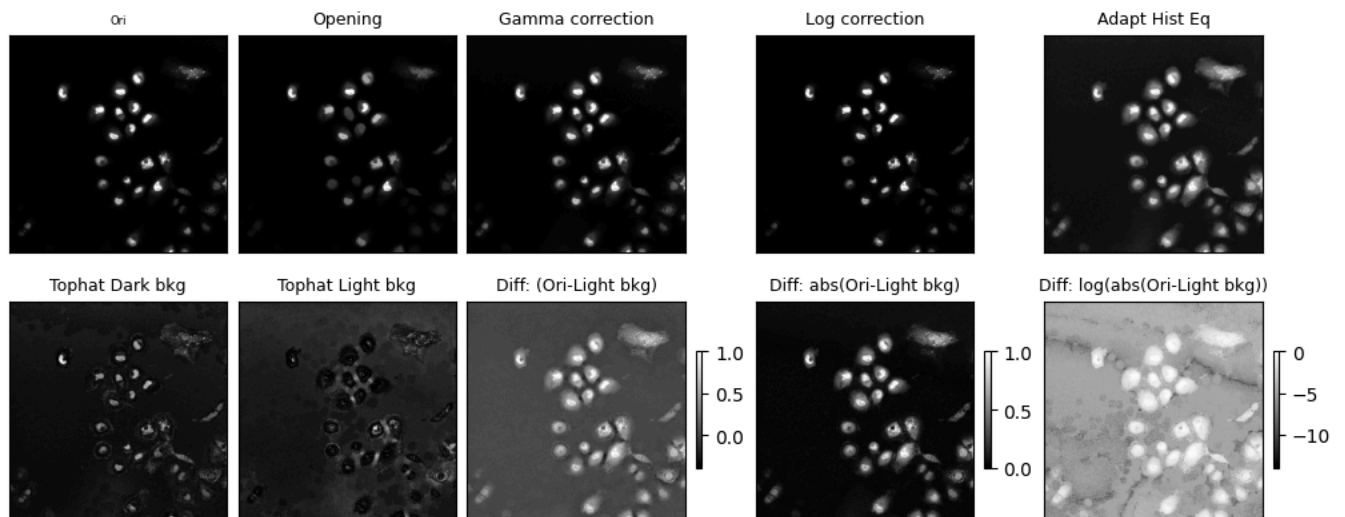 Ori
Opening
Gamma correction
Log correction
Adapt Hist Eq
Tophat Dark bkg
Tophat Light bkg
Diff: (Ori-Light bkg)
Diff: abs(Ori-Light bkg)
Diff: log(abs(Ori-Light bkg))
1.0
0.5
0.0
1.0
0.5
0.0
0
−5
−10